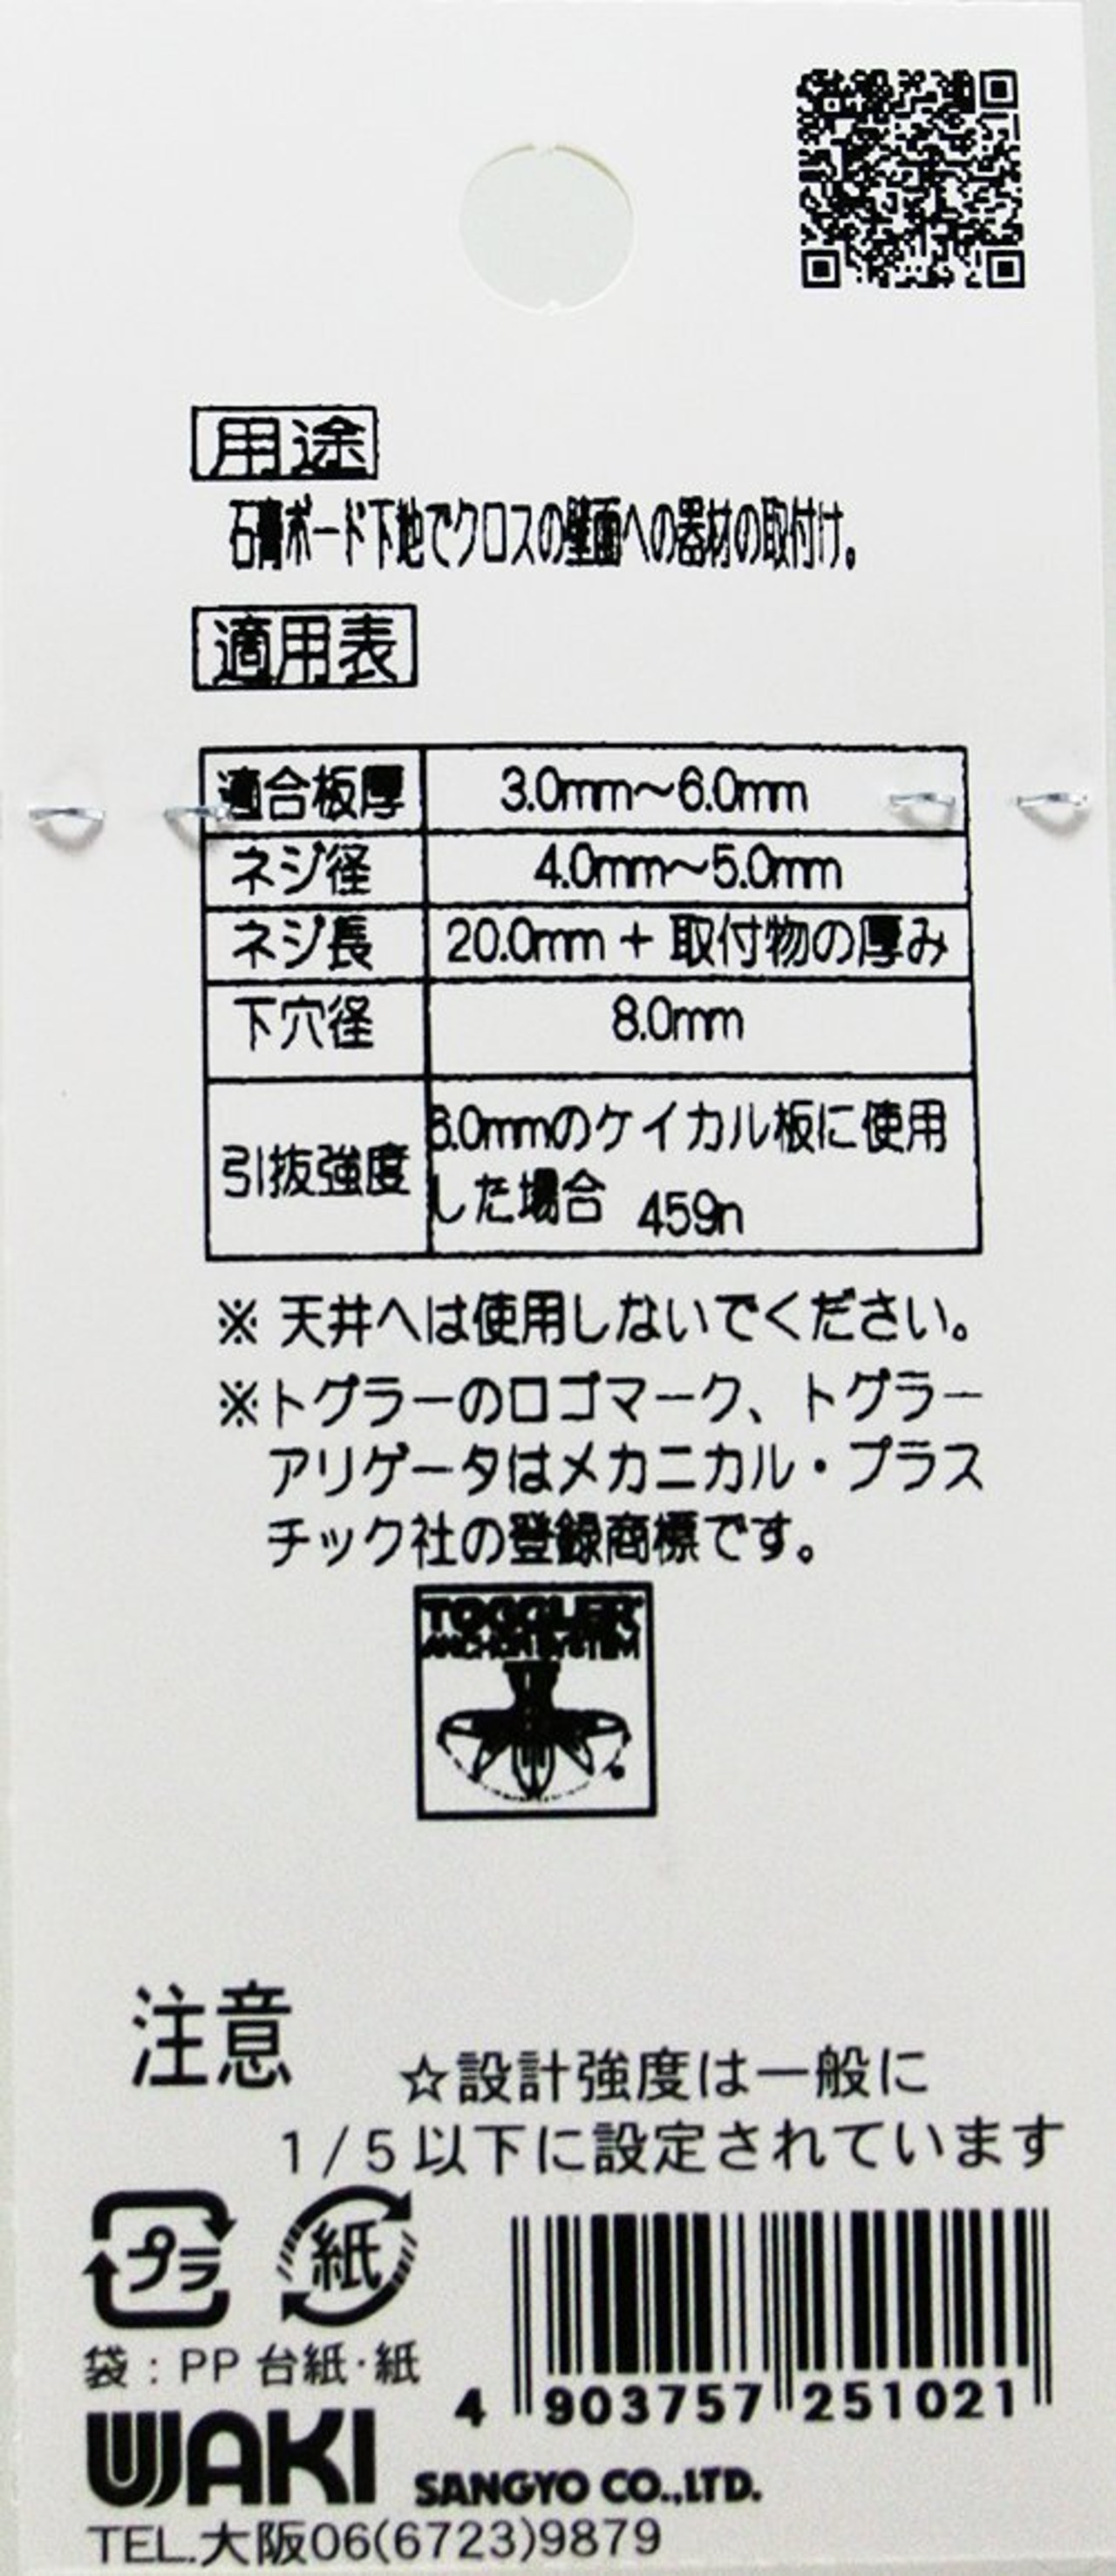 用途
石膏ボード下地でクロスの壁面への器材の取付け。
適用表
適合板厚 3.0mm～6.0mm
ネジ径 4.0mm～5.0mm
ネジ長 20.0mm + 取付物の厚み
下穴径 8.0mm
引抜強度 6.0mmのケイカル板に使用
した場合 459n
※ 天井へは使用しないでください。
※トグラーのロゴマーク、トグラー
アリゲータはメカニカル・プラス
チック社の登録商標です。
TOGGLER
ANCHOR SYSTEM
注意
☆設計強度は一般に
1/5以下に設定されています
プラ 紙
袋：PP 台紙・紙
4 903757 251021
WAKI SANGYO CO.,LTD.
TEL.大阪06(6723)9879